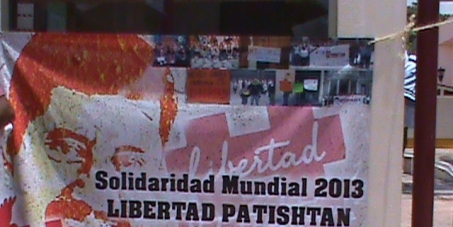 libertad
Solidaridad Mundial 2013
LIBERTAD PATISHTAN